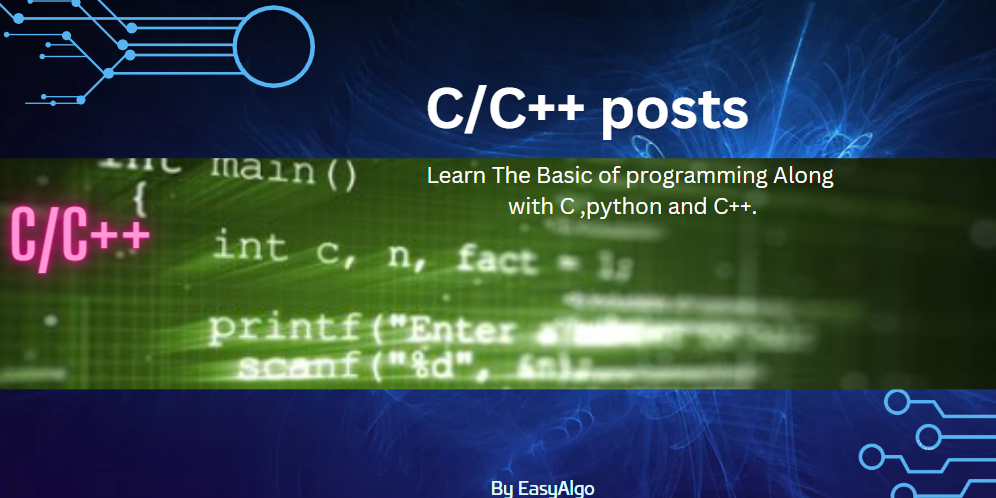 C/C++ posts
Learn The Basic of programming Along
with C ,python and C++.
C/C++
int main()
{
int c, n, fact = 1;
printf("Enter a
scanf("%d", &n);
By EasyAlgo